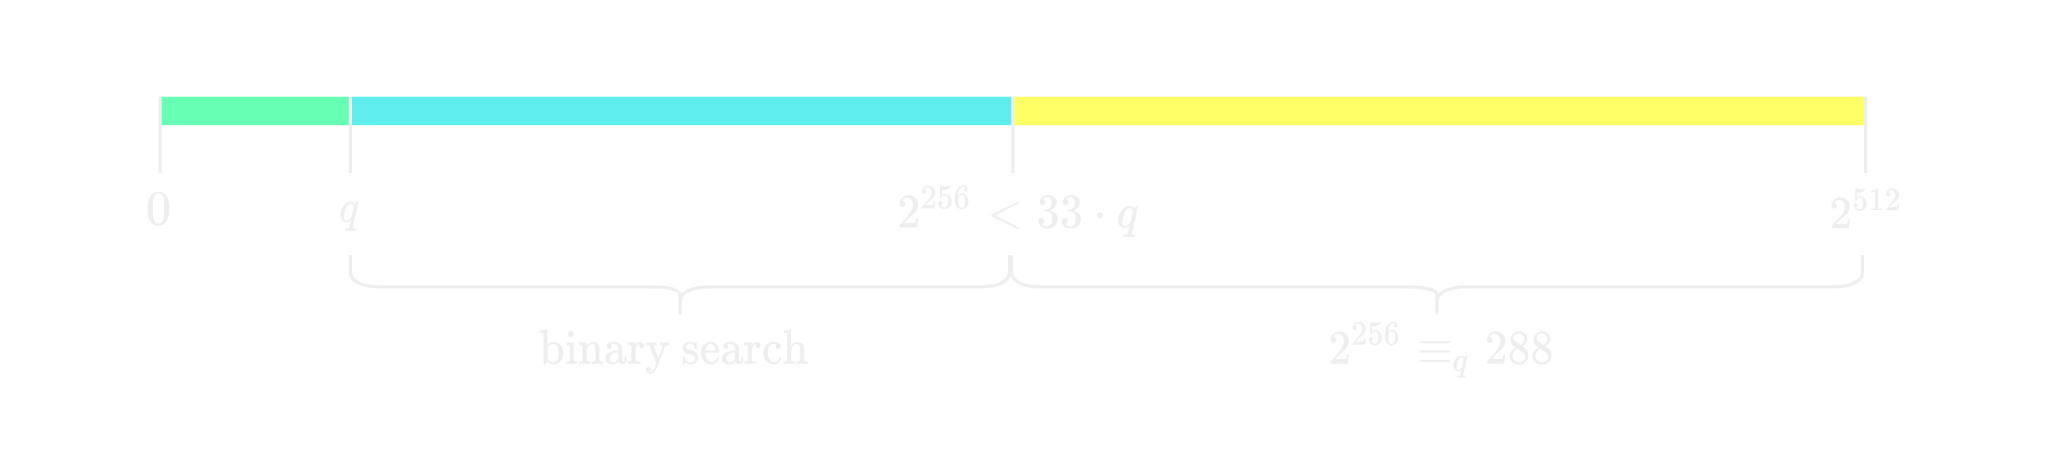 0 q 2^256 < 33 · q 2^512
binary search 2^256 ≡_q 288